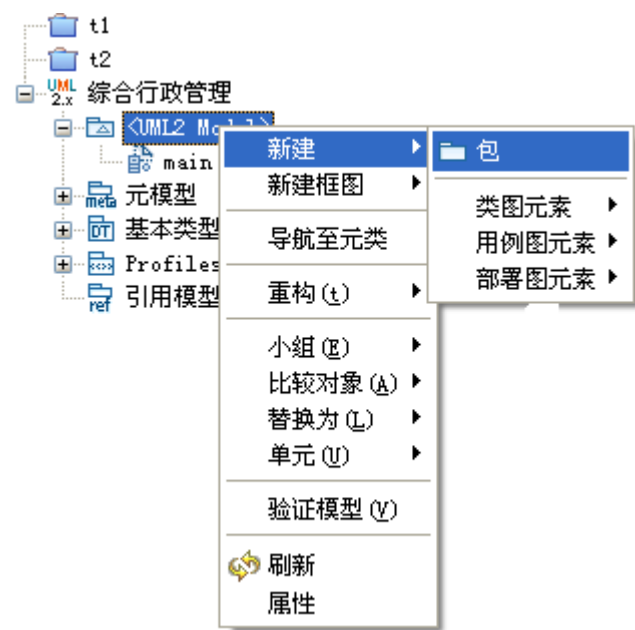 t1
t2
UML 2.x 综合行政管理
<UML2 Model>
main
meta 元模型
DT 基本类型
Profiles
ref 引用模型
新建
新建框图
导航至元类
重构(t)
小组(E)
比较对象(A)
替换为(L)
单元(U)
验证模型(V)
刷新
属性
包
类图元素
用例图元素
部署图元素